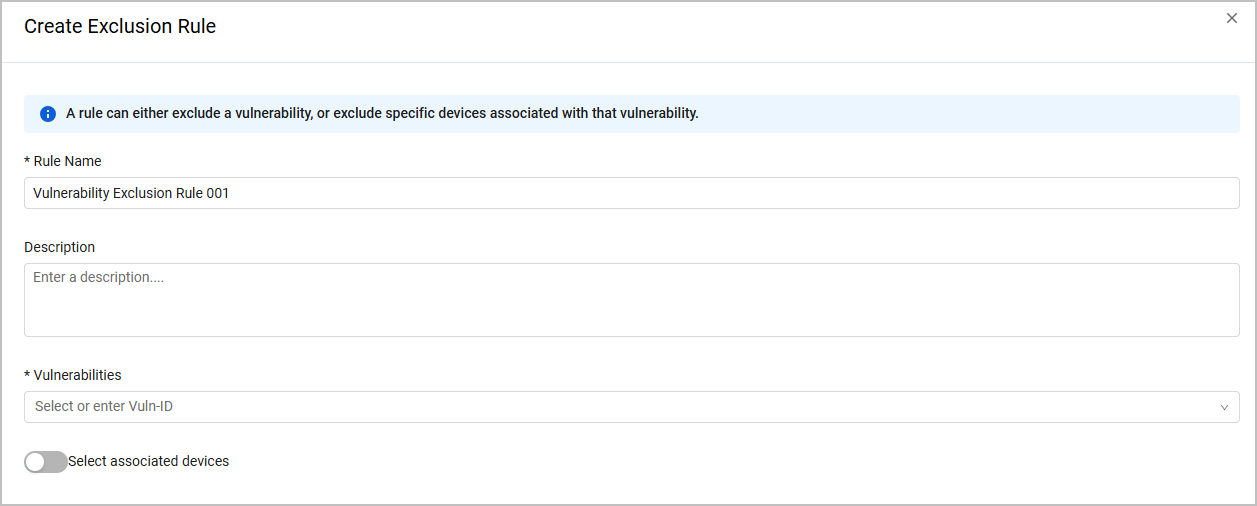 Create Exclusion Rule
A rule can either exclude a vulnerability, or exclude specific devices associated with that vulnerability.
* Rule Name
Vulnerability Exclusion Rule 001
Description
Enter a description....
* Vulnerabilities
Select or enter Vuln-ID
Select associated devices